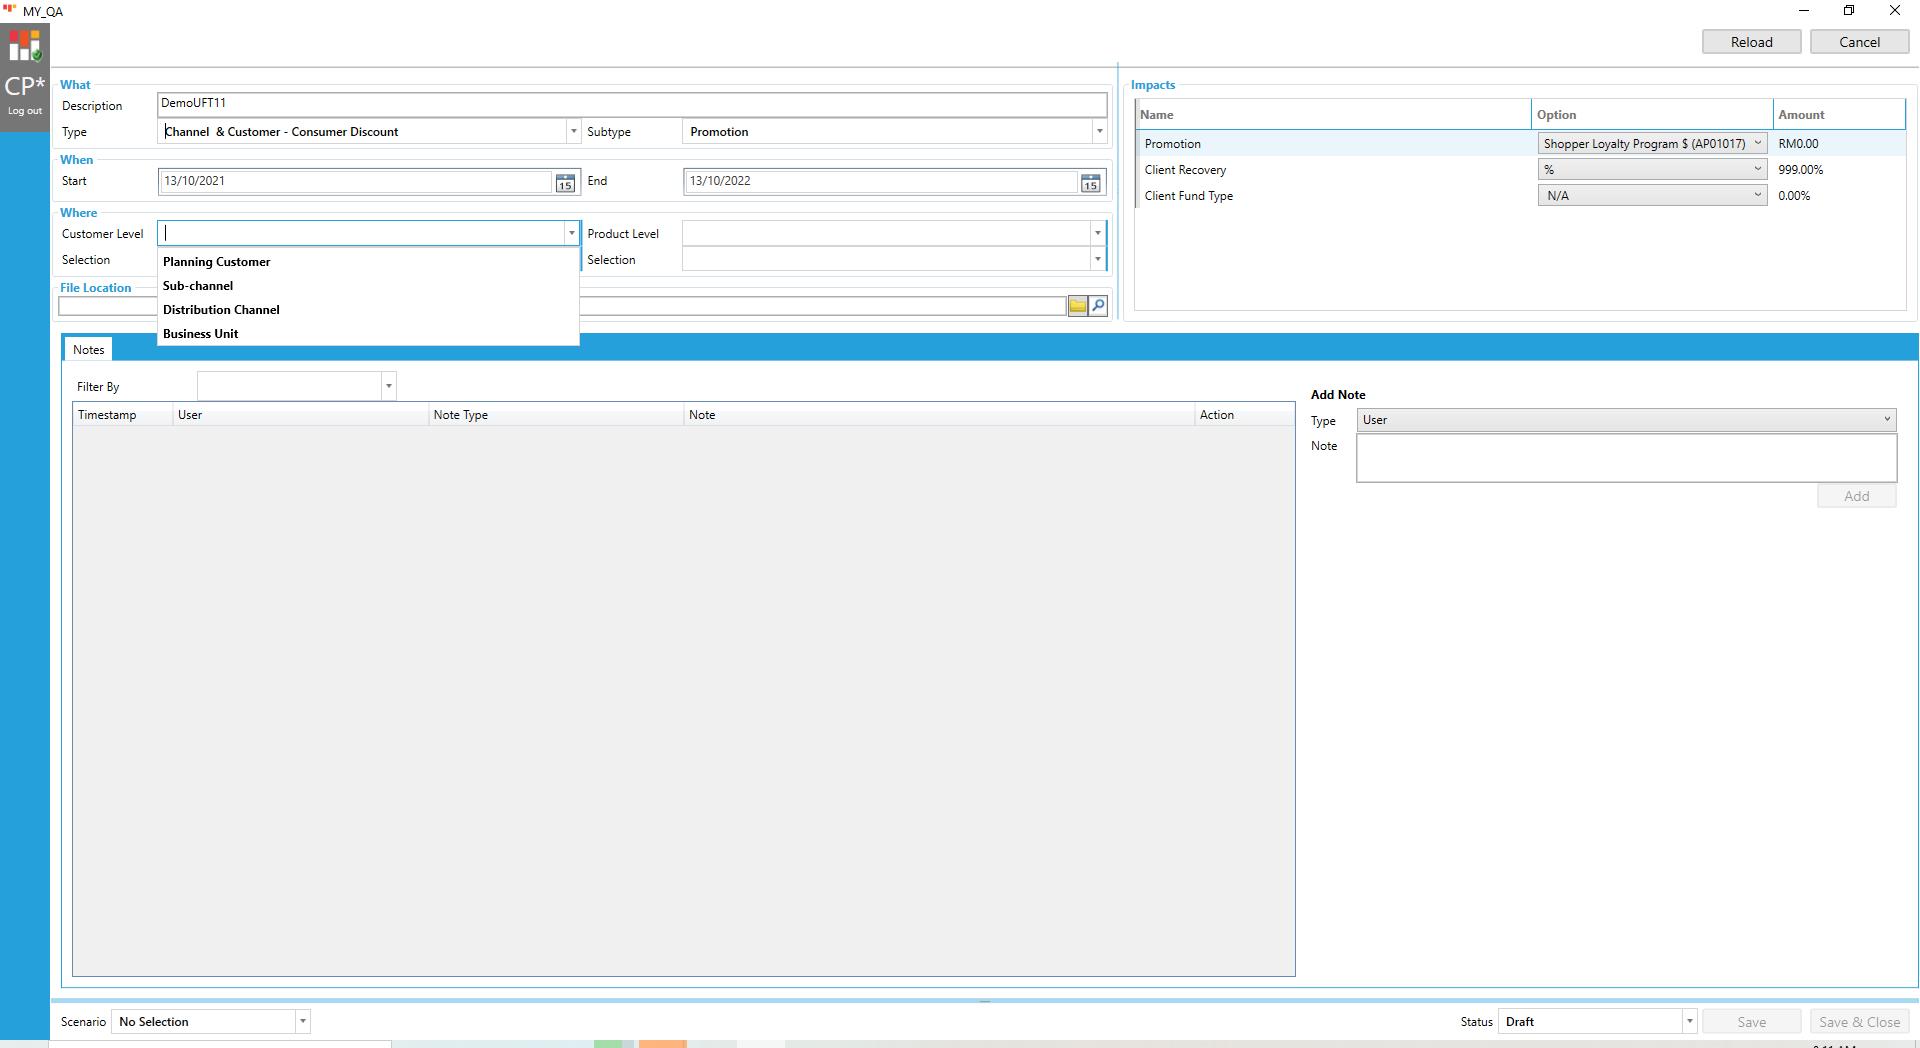 MY_QA
Reload
Cancel
CP*
Log out
What
Description
DemoUFT11
Type
Channel  & Customer - Consumer Discount
Subtype
Promotion
When
Start
13/10/2021
15
End
13/10/2022
15
Where
Customer Level
Product Level
Selection
Planning Customer
Selection
Sub-channel
Distribution Channel
Business Unit
File Location
Impacts
Name
Option
Amount
Promotion
Shopper Loyalty Program $ (AP01017)
RM0.00
Client Recovery
%
999.00%
Client Fund Type
N/A
0.00%
Notes
Filter By
Timestamp
User
Note Type
Note
Action
Add Note
Type
User
Note
Add
Scenario
No Selection
Status
Draft
Save
Save & Close